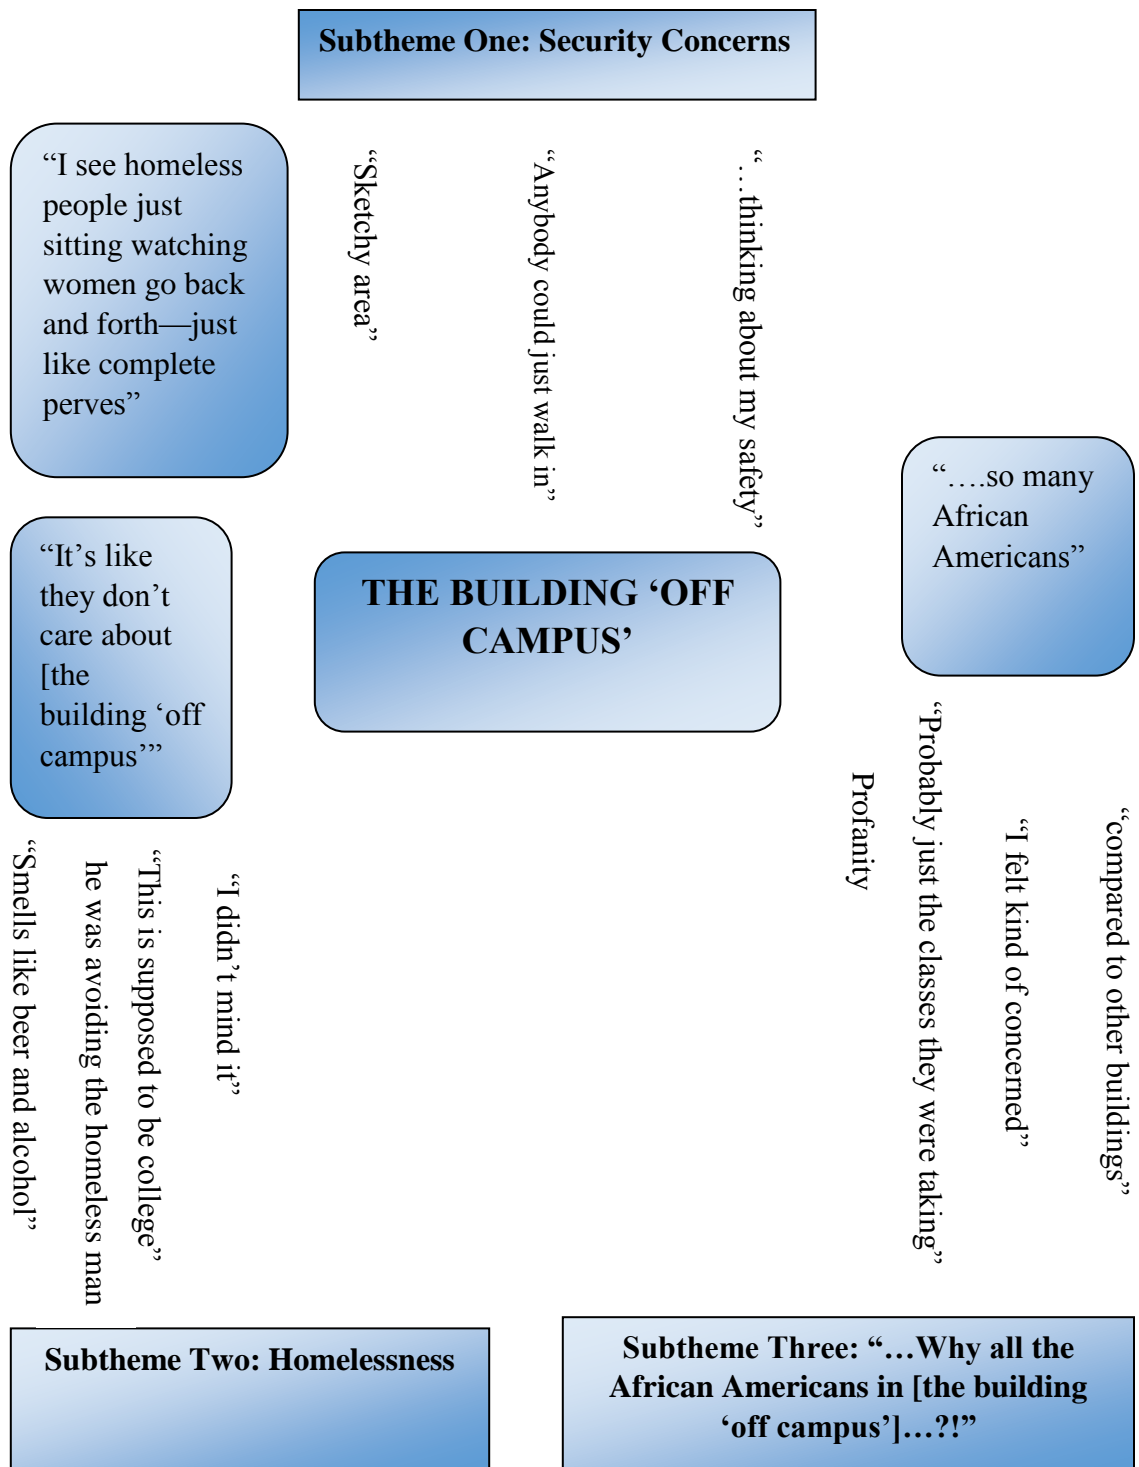 Subtheme One: Security Concerns
“I see homeless
people just
sitting watching
women go back
and forth—just
like complete
perves”
“Sketchy area”
“Anybody could just walk in”
“…thinking about my safety”
“….so many
African
Americans”
“It’s like
they don’t
care about
[the
building ‘off
campus’”
THE BUILDING ‘OFF
CAMPUS’
“Smells like beer and alcohol”
he was avoiding the homeless man
“This is supposed to be college”
“I didn’t mind it”
Profanity
“Probably just the classes they were taking”
“I felt kind of concerned”
“compared to other buildings”
Subtheme Two: Homelessness
Subtheme Three: “…Why all the
African Americans in [the building
‘off campus’]…?!”